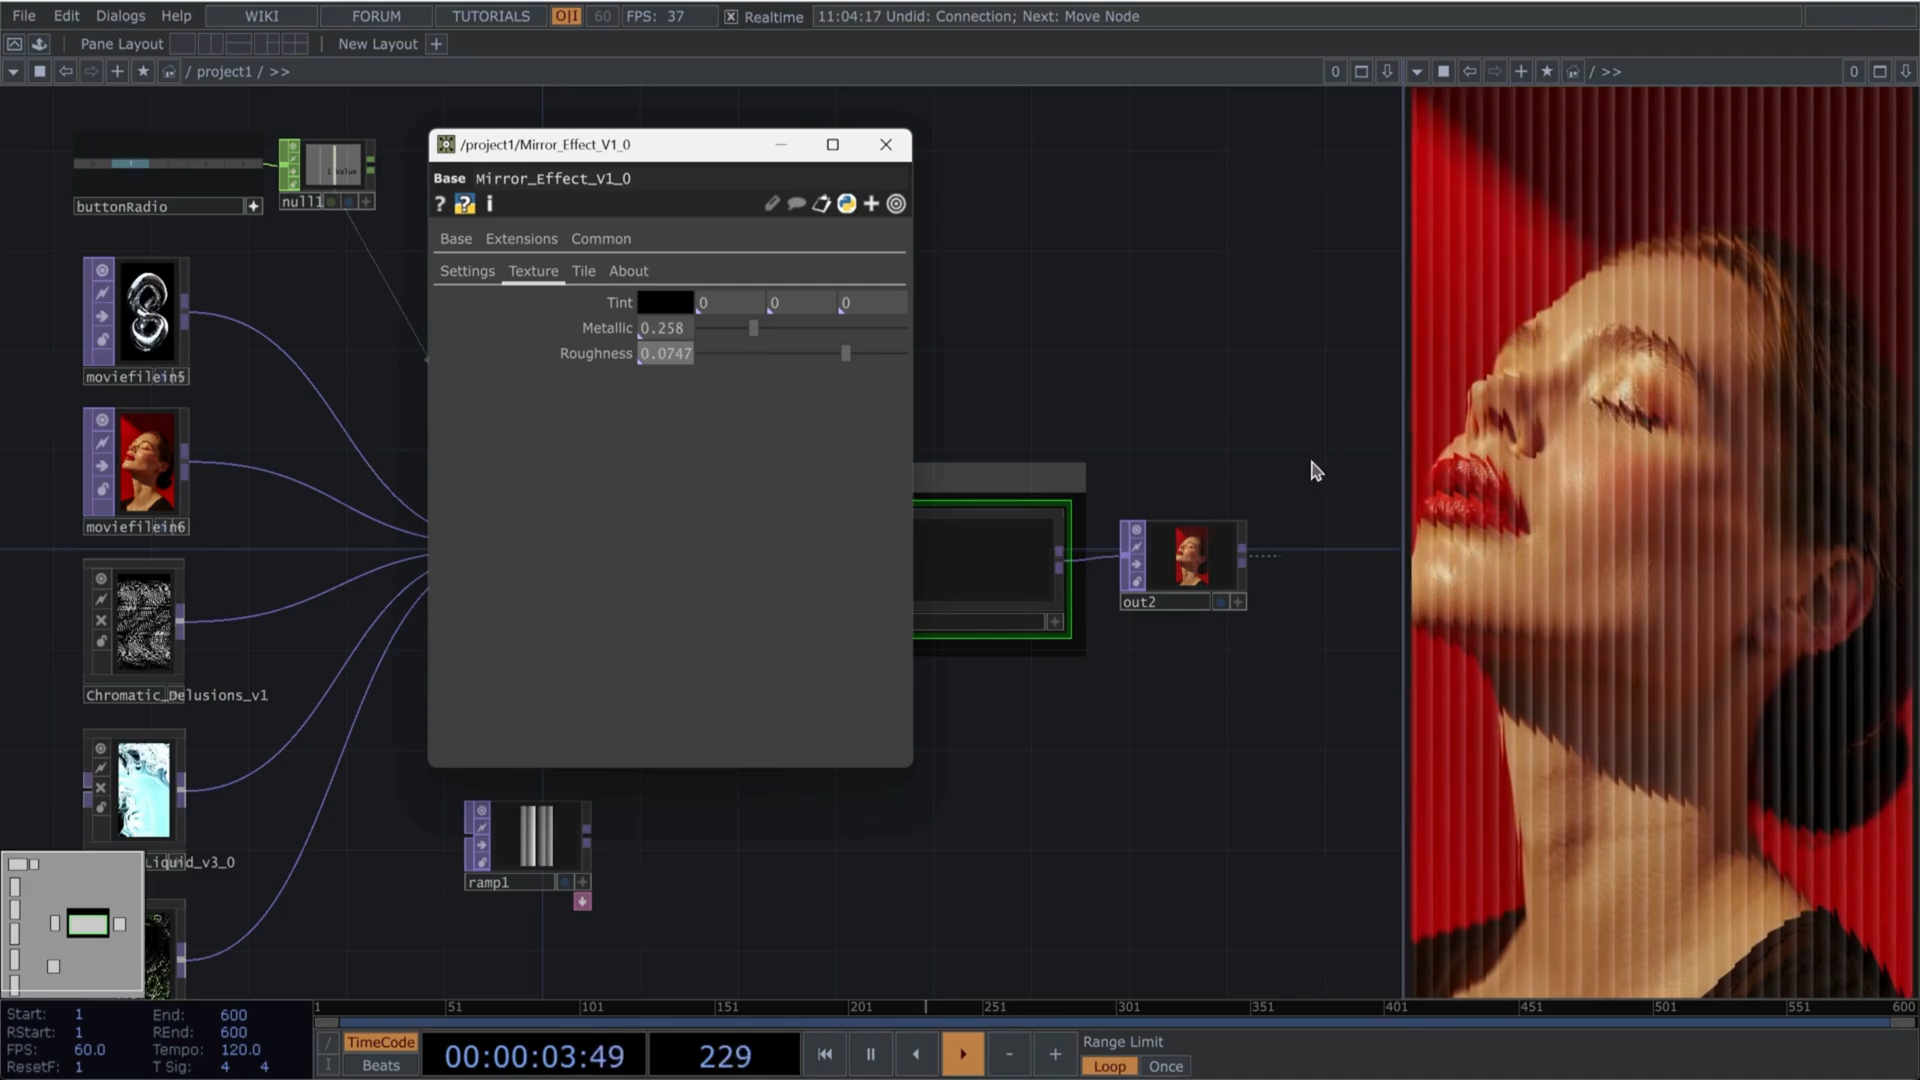 File Edit Dialogs Help WIKI FORUM TUTORIALS O|I 60 FPS: 37 Realtime 11:04:17 Undid: Connection; Next: Move Node
Pane Layout New Layout
/ project1 / >> 0 / >> 0
/project1/Mirror_Effect_V1_0
Base Mirror_Effect_V1_0
Base Extensions Common
Settings Texture Tile About
Tint 0 0 0
Metallic 0.258
Roughness 0.0747
buttonRadio
null1
moviefilein5
moviefilein6
Chromatic_Delusions_v1
Liquid_v3_0
out2
ramp1
1 51 101 151 201 251 301 351 401 451 501 551 600
Start: 1 End: 600
RStart: 1 REnd: 600
FPS: 60.0 Tempo: 120.0
ResetF: 1 T Sig: 4 4
TimeCode
Beats
00:00:03:49 229
Range Limit
Loop Once